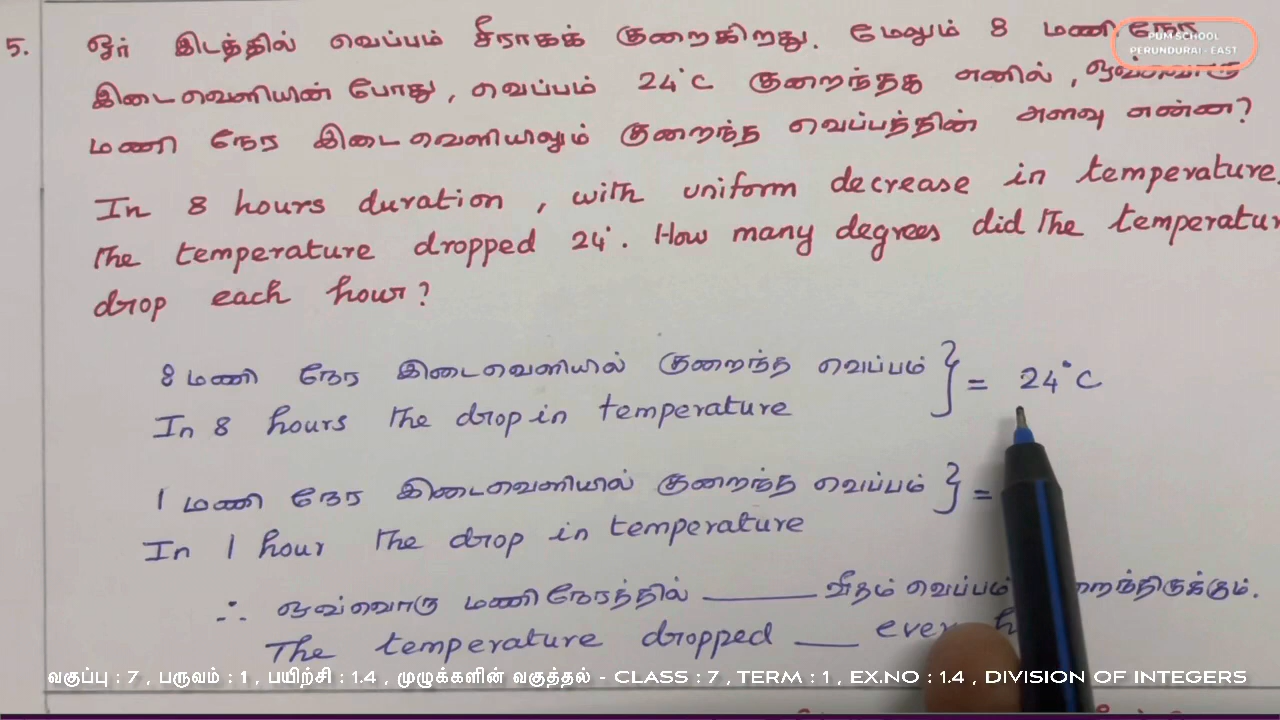 5. ஓர் இடத்தில் வெப்பம் சீராகக் குறைகிறது. மேலும் 8 மணி நேர
PUM SCHOOL
PERUNDURAI - EAST
இடைவெளியின் போது, வெப்பம் 24°C குறைந்தது எனில், ஒவ்வொரு
மணி நேர இடைவெளியிலும் குறைந்த வெப்பத்தின் அளவு என்ன?
In 8 hours duration, with uniform decrease in temperature,
the temperature dropped 24°. How many degrees did the temperatur
drop each hour?
8 மணி நேர இடைவெளியில் குறைந்த வெப்பம் } = 24°C
In 8 hours the drop in temperature
1 மணி நேர இடைவெளியில் குறைந்த வெப்பம் } =
In 1 hour the drop in temperature
∴ ஒவ்வொரு மணிநேரத்தில் ______ வீதம் வெப்பம் றைந்திருக்கும்.
The temperature dropped ___ ever h
வகுப்பு : 7 , பருவம் : 1 , பயிற்சி : 1.4 , முழுக்களின் வகுத்தல் - CLASS : 7 , TERM : 1 , EX.NO : 1.4 , DIVISION OF INTEGERS